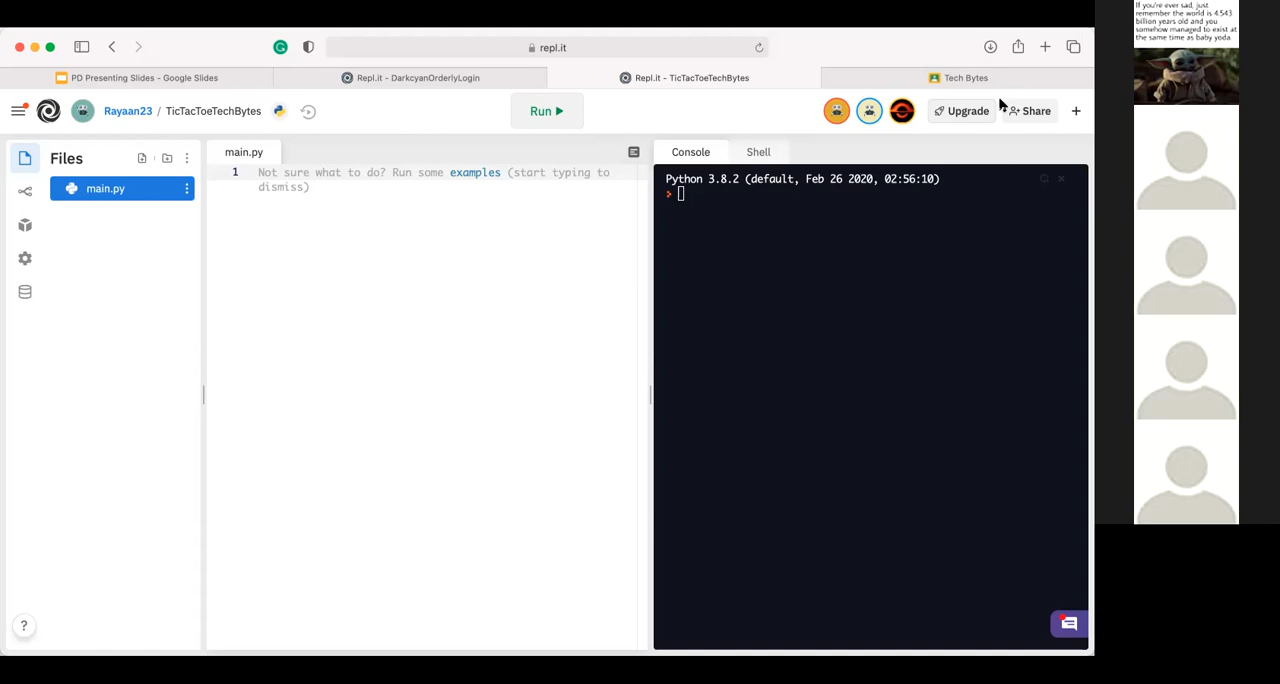 If you're ever sad, just
remember the world is 4.543
billion years old and you
somehow managed to exist at
the same time as baby yoda.
repl.it
PD Presenting Slides - Google Slides
Repl.it - DarkcyanOrderlyLogin
Repl.it - TicTacToeTechBytes
Tech Bytes
Rayaan23 / TicTacToeTechBytes
Run
Upgrade
Share
Files
main.py
main.py
1 Not sure what to do? Run some examples (start typing to
dismiss)
Console
Shell
Python 3.8.2 (default, Feb 26 2020, 02:56:10)
>
?